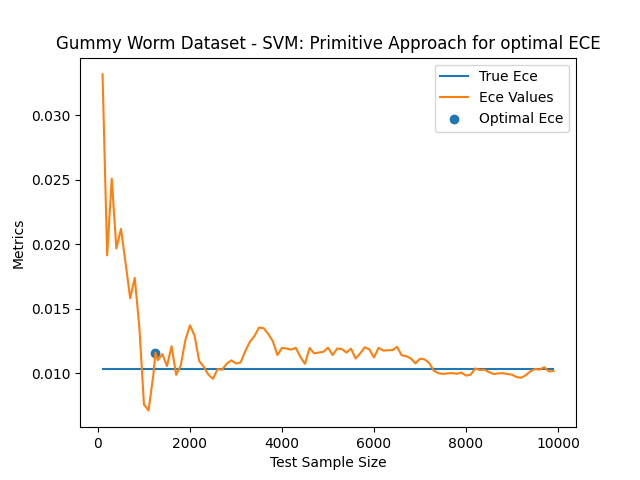 Gummy Worm Dataset - SVM: Primitive Approach for optimal ECE
True Ece
Ece Values
Optimal Ece
0.030
0.025
0.020
0.015
0.010
Metrics
0
2000
4000
6000
8000
10000
Test Sample Size